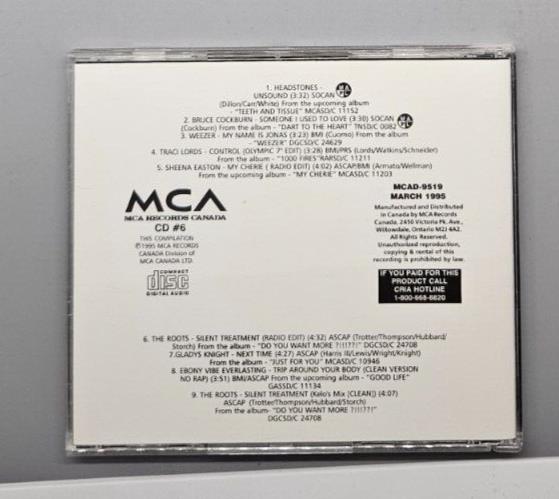 1. HEADSTONES -
UNSOUND (3:32) SOCAN
(Dillon/Carr/White) From the upcoming album
- "TEETH AND TISSUE" MCASD/C 11152
2. BRUCE COCKBURN - SOMEONE I USED TO LOVE (3:30) SOCAN
(Cockburn) From the album - "DART TO THE HEART" TNSD/C 0082
3. WEEZER - MY NAME IS JONAS (3:23) BMI (Cuomo) From the album -
"WEEZER" DGCSD/C 24629
4. TRACI LORDS - CONTROL (OLYMPIC 7" EDIT) (3:28) BMI/PRS (Lords/Watkins/Schneider)
From the album - "1000 FIRES" RARSD/C 11211
5. SHEENA EASTON - MY CHERIE ( RADIO EDIT) (4:02) ASCAP/BMI (Armato/Wellman)
From the upcoming album - "MY CHERIE" MCASD/C 11203
MCA
MCA RECORDS CANADA
CD #6
THIS COMPILATION
©1995 MCA RECORDS
CANADA Division of
MCA CANADA LTD.
COMPACT
disc
DIGITAL AUDIO
MCAD-9519
MARCH 1995
Manufactured and Distributed
in Canada by MCA Records
Canada, 2450 Victoria Pk. Ave.,
Willowdale, Ontario M2J 4A2.
All Rights Reserved.
Unauthorized reproduction,
copying & rental of this
recording is prohibited by law.
IF YOU PAID FOR THIS
PRODUCT CALL
CRIA HOTLINE
1-800-668-8820
6. THE ROOTS - SILENT TREATMENT (RADIO EDIT) (4:32) ASCAP (Trotter/Thompson/Hubbard/
Storch) From the album - "DO YOU WANT MORE ?!!!??!" DGCSD/C 24708
7.GLADYS KNIGHT - NEXT TIME (4:27) ASCAP (Harris III/Lewis/Wright/Knight)
From the album - "JUST FOR YOU" MCASD/C 10946
8. EBONY VIBE EVERLASTING - TRIP AROUND YOUR BODY (CLEAN VERSION
NO RAP) (3:51) BMI/ASCAP From the upcoming album - "GOOD LIFE"
GASSD/C 11134
9. THE ROOTS - SILENT TREATMENT (Kelo's Mix [CLEAN]) (4:07)
ASCAP (Trotter/Thompson/Hubbard/Storch)
From the album- "DO YOU WANT MORE ?!!!??!"
DGCSD/C 24708